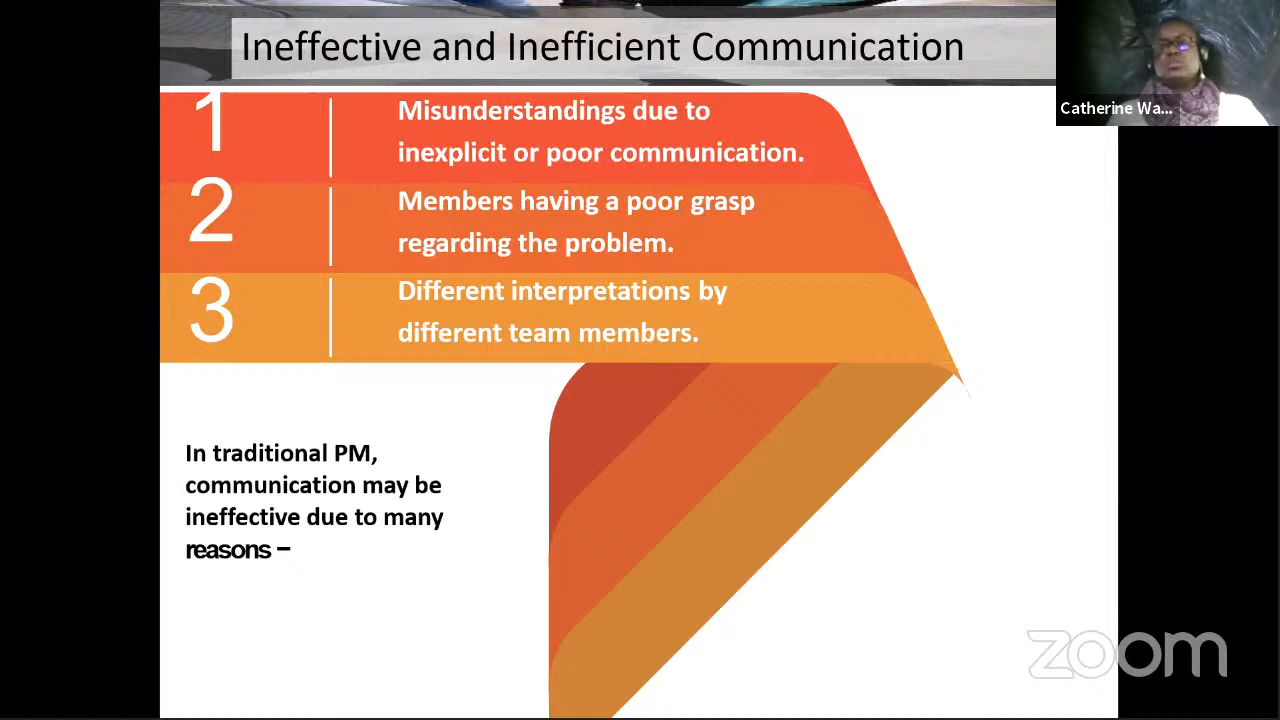 Ineffective and Inefficient Communication
Catherine Wa...
1
Misunderstandings due to
inexplicit or poor communication.
2
Members having a poor grasp
regarding the problem.
3
Different interpretations by
different team members.
In traditional PM,
communication may be
ineffective due to many
reasons –
zoom